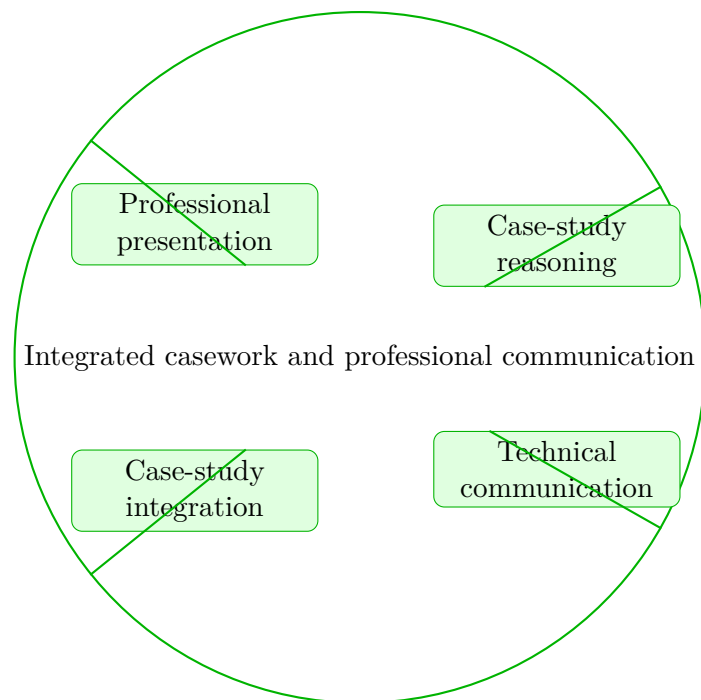 Professional
presentation
Case-study
reasoning
Integrated casework and professional communication
Case-study
integration
Technical
communication